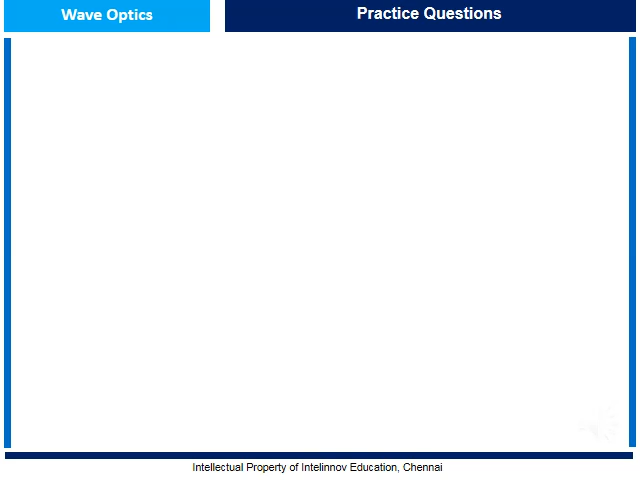 Wave Optics
Practice Questions
Intellectual Property of Intelinnov Education, Chennai